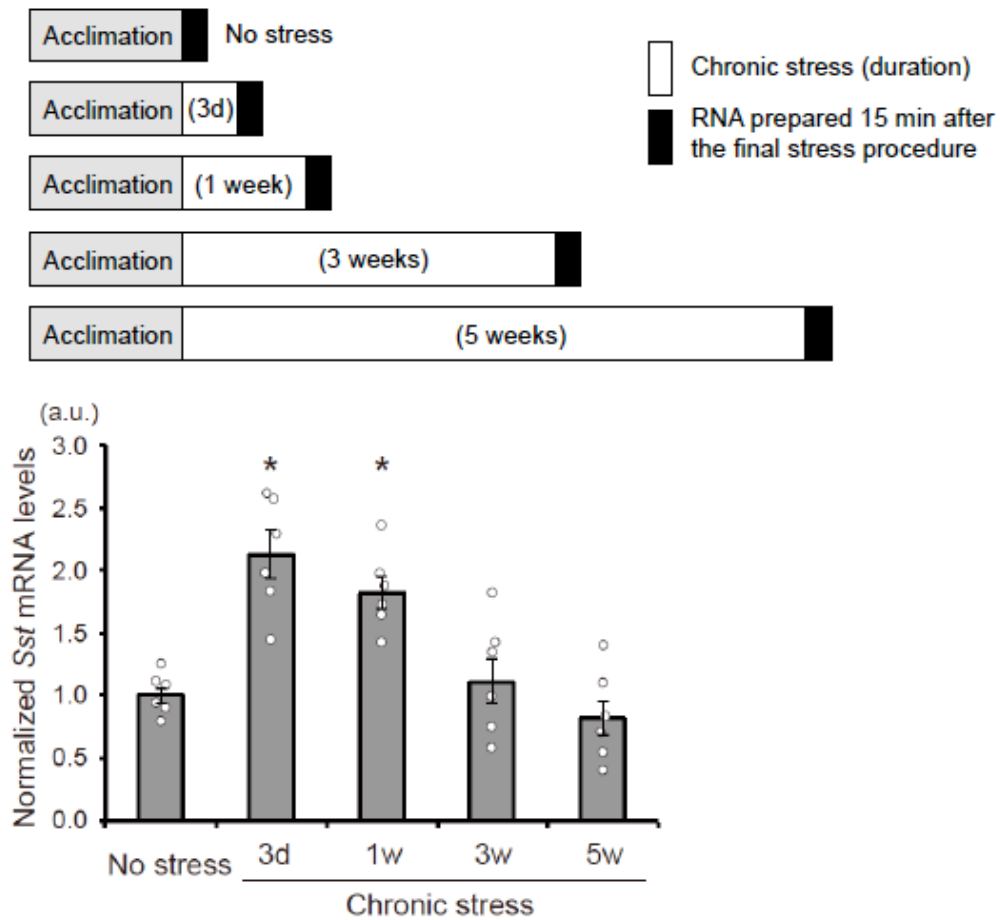 Acclimation No stress
Acclimation (3d)
Acclimation (1 week)
Acclimation (3 weeks)
Acclimation (5 weeks)
Chronic stress (duration)
RNA prepared 15 min after
the final stress procedure
(a.u.)
Normalized Sst mRNA levels
3.0
2.5
2.0
1.5
1.0
0.5
0.0
* *
No stress 3d 1w 3w 5w
Chronic stress